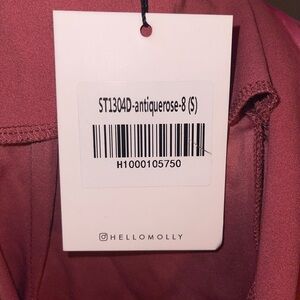 ST1304D-antiquerose-8 (S)
H1000105750
HELLOMOLLY